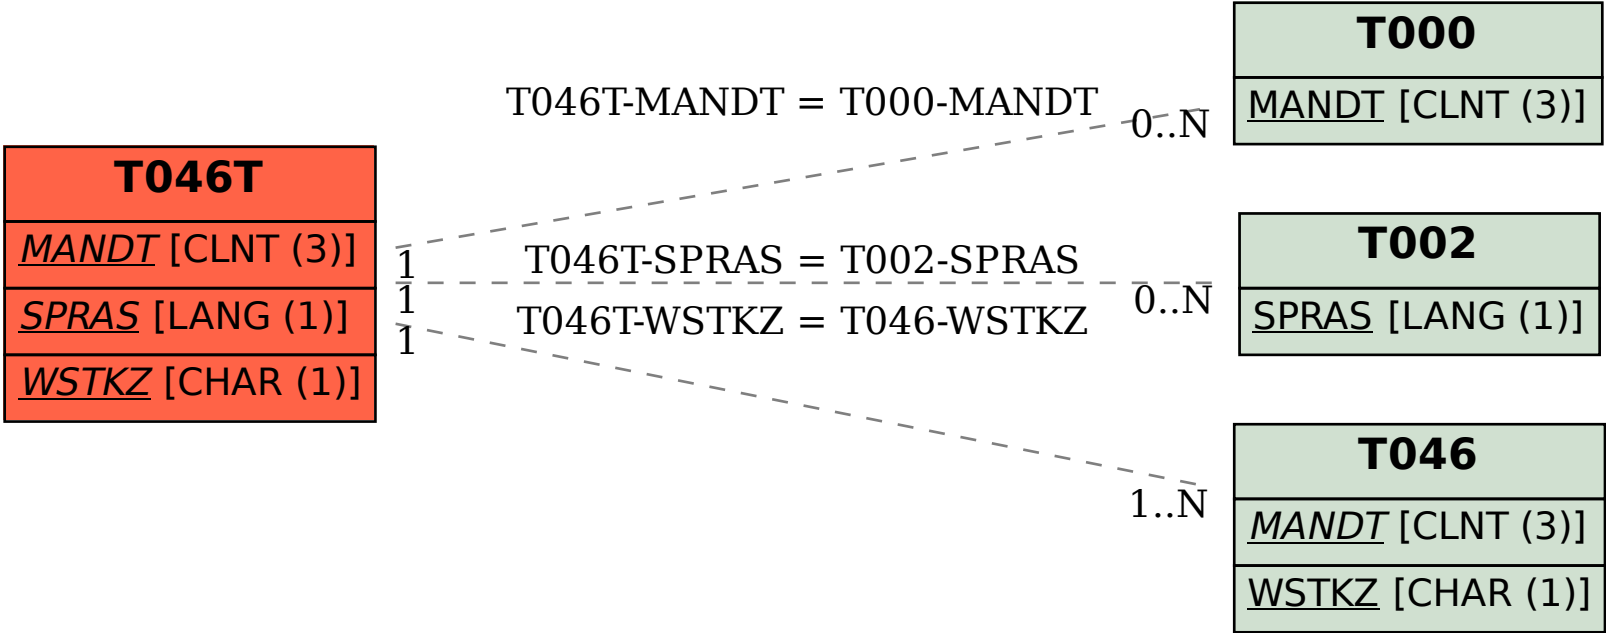 T046T
MANDT [CLNT (3)]
SPRAS [LANG (1)]
WSTKZ [CHAR (1)]
T046T-MANDT = T000-MANDT
0..N
1
T046T-SPRAS = T002-SPRAS
1
0..N
T046T-WSTKZ = T046-WSTKZ
1
1..N
T000
MANDT [CLNT (3)]
T002
SPRAS [LANG (1)]
T046
MANDT [CLNT (3)]
WSTKZ [CHAR (1)]